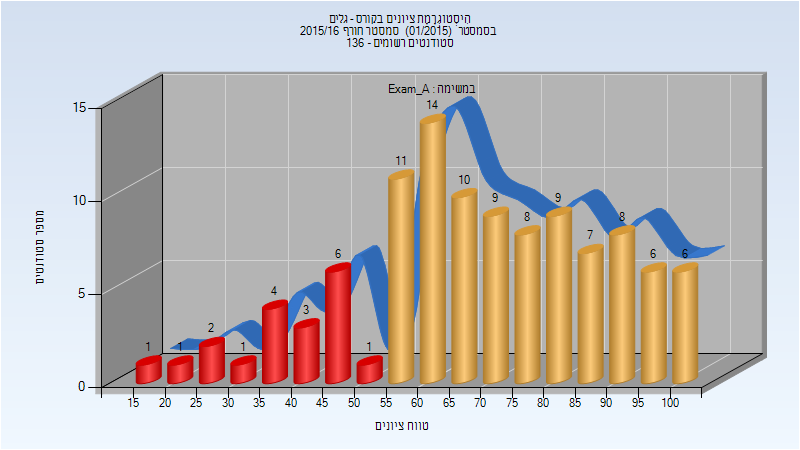 היסטוגרמת ציונים בקורס - גלים
בסמסטר (01/2015) סמסטר חורף 2015/16
סטודנטים רשומים - 136
במשימה : Exam_A
מספר סטודנטים
15
10
5
0
1 1 2 1 4 3 6 1 11 14 10 9 8 9 7 8 6 6
15 20 25 30 35 40 45 50 55 60 65 70 75 80 85 90 95 100
טווח ציונים